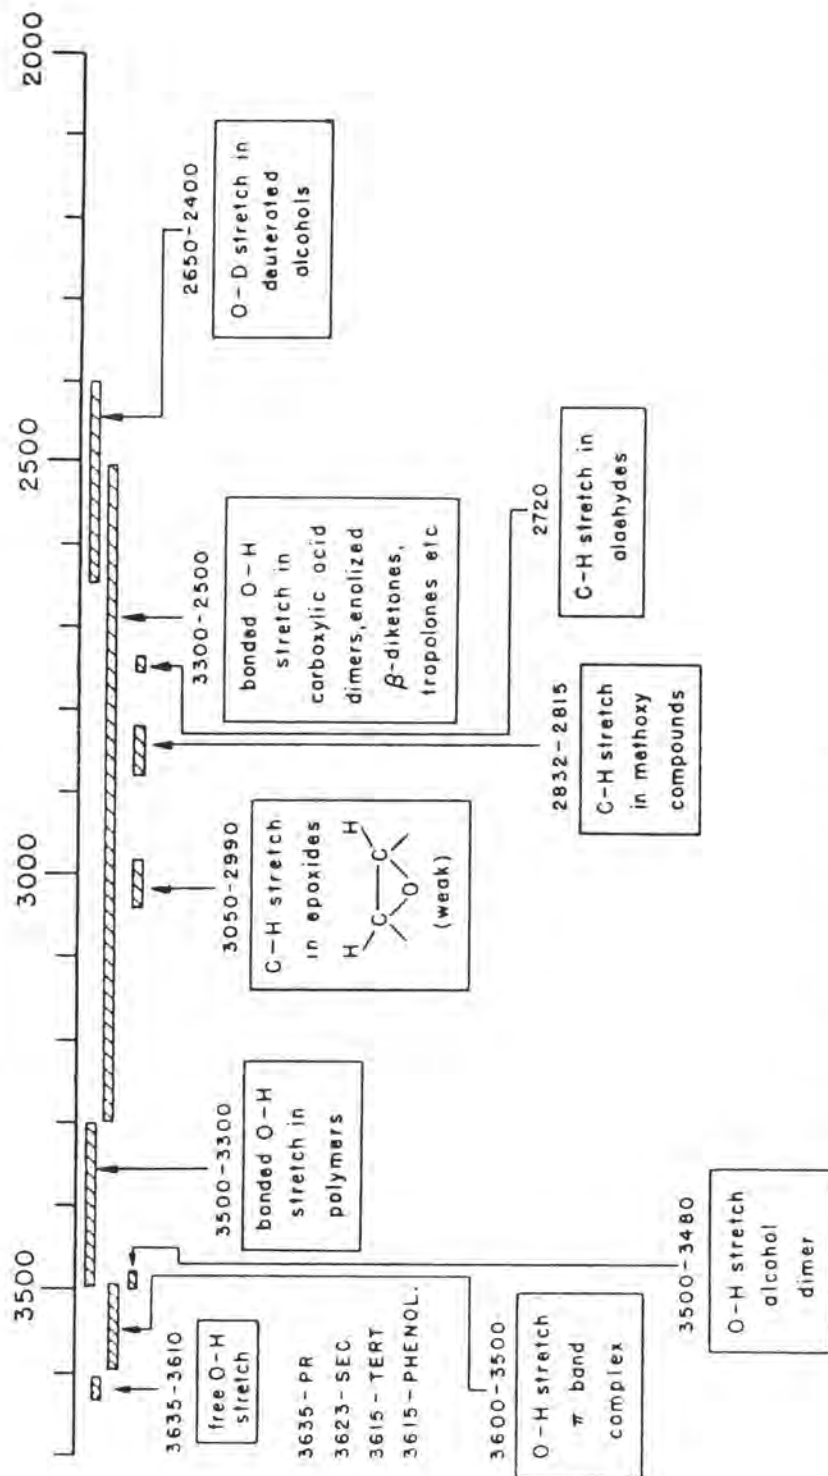 3500
3000
2500
2000
3635-3610
free O-H
stretch
3635-PR
3623-SEC.
3615-TERT
3615-PHENOL.
3600-3500
O-H stretch
π band
complex
3500-3480
O-H stretch
alcohol
dimer
3500-3300
bonded O-H
stretch in
polymers
3050-2990
C-H stretch
in epoxides
H H
C C
O
(weak)
2832-2815
C-H stretch
in methoxy
compounds
3300-2500
bonded O-H
stretch in
carboxylic acid
dimers, enolized
β-diketones,
tropolones etc
2720
C-H stretch in
aldehydes
2650-2400
O-D stretch in
deuterated
alcohols